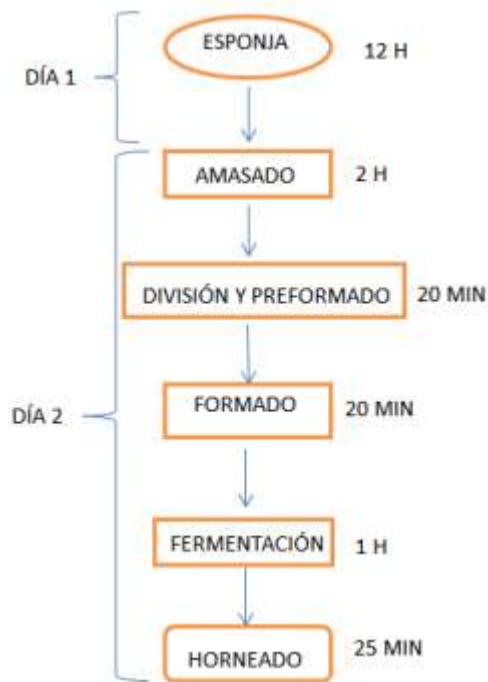 ESPONJA
12 H
DÍA 1
AMASADO
2 H
DIVISIÓN Y PREFORMADO
20 MIN
FORMADO
20 MIN
DÍA 2
FERMENTACIÓN
1 H
HORNEADO
25 MIN